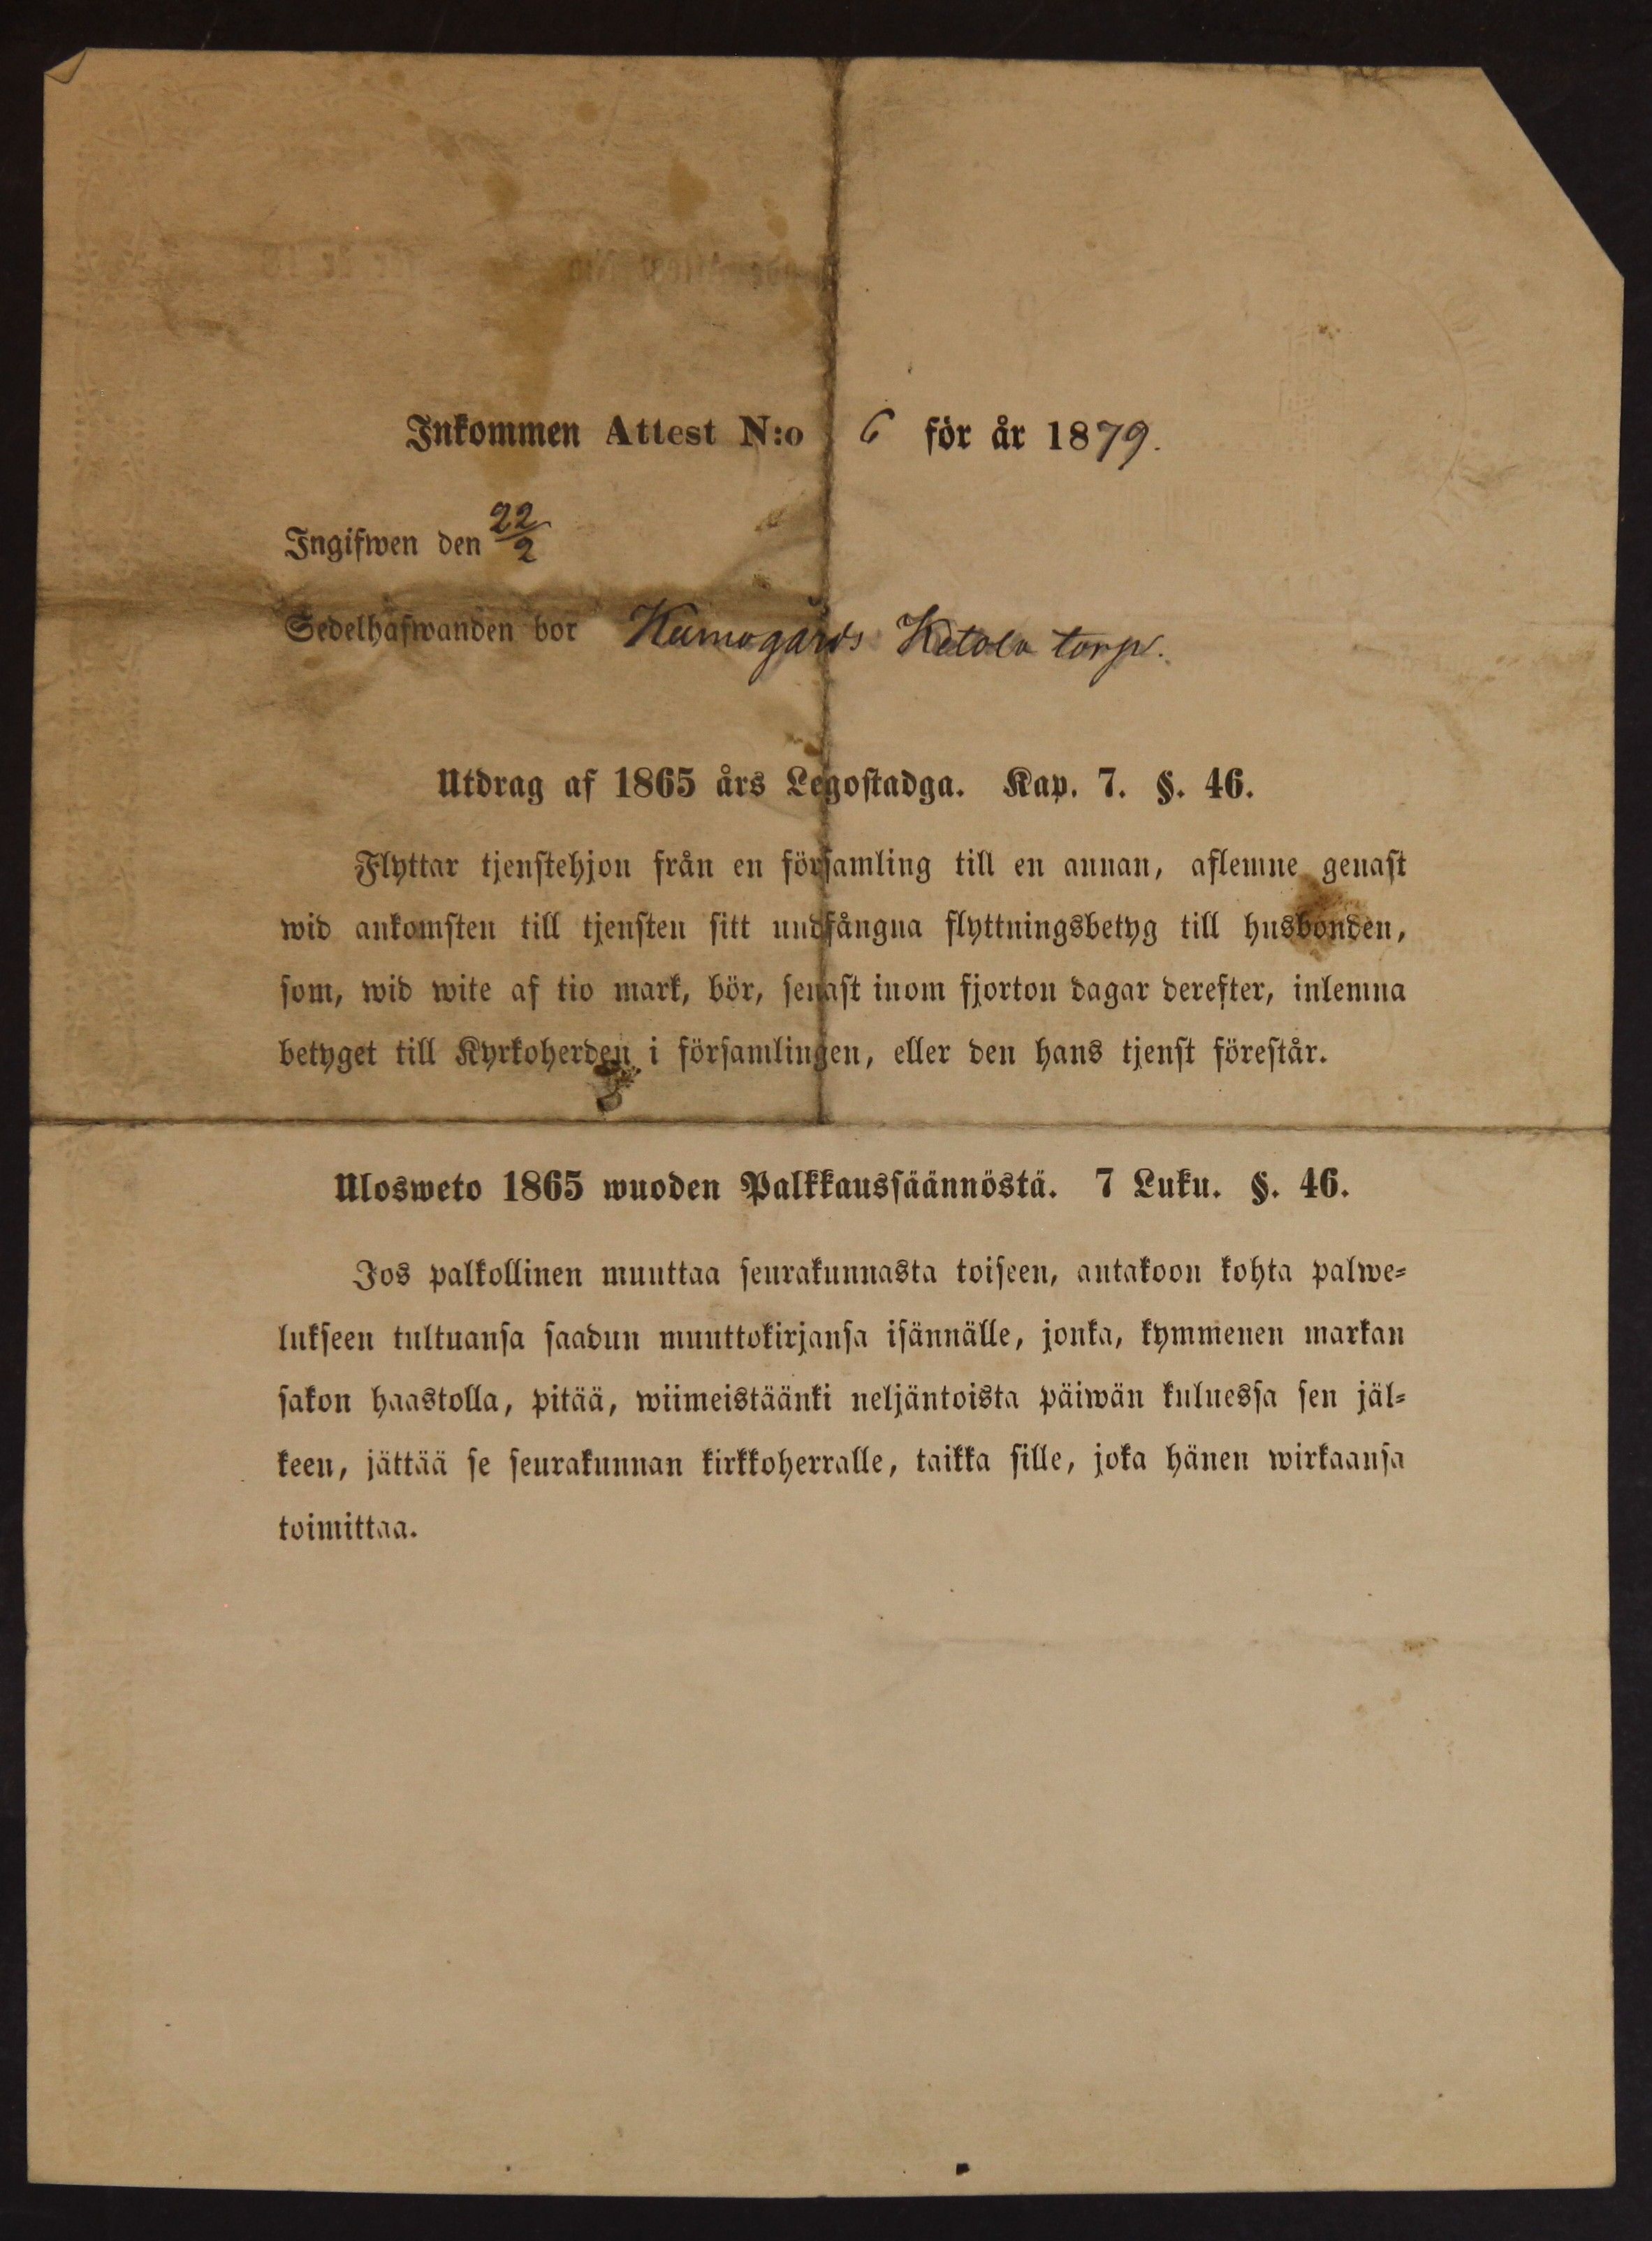 Inkommen Attest N:o 6 för år 1879.
Ingifwen den 22/2
Sedelhafwanden bor Kumogårds Ketola torp.
Utdrag af 1865 års Legostadga. Kap. 7. §. 46.
Flyttar tjenstehjon från en församling till en annan, aflemne genast
wid ankomsten till tjensten sitt undfångna flyttningsbetyg till husbonden,
som, wid wite af tio mark, bör, senast inom fjorton dagar derefter, inlemna
betyget till Kyrkoherden i församlingen, eller den hans tjenst förestår.
Ulosweto 1865 wuoden Palkkaussäännöstä. 7 Luku. §. 46.
Jos palkollinen muuttaa seurakunnasta toiseen, antakoon kohta palwe-
lukseen tultuansa saadun muuttokirjansa isännälle, jonka, kymmenen markan
sakon haastolla, pitää, wiimeistäänki neljäntoista päiwän kuluessa sen jäl-
keen, jättää se seurakunnan kirkkoherralle, taikka sille, joka hänen wirkaansa
toimittaa.